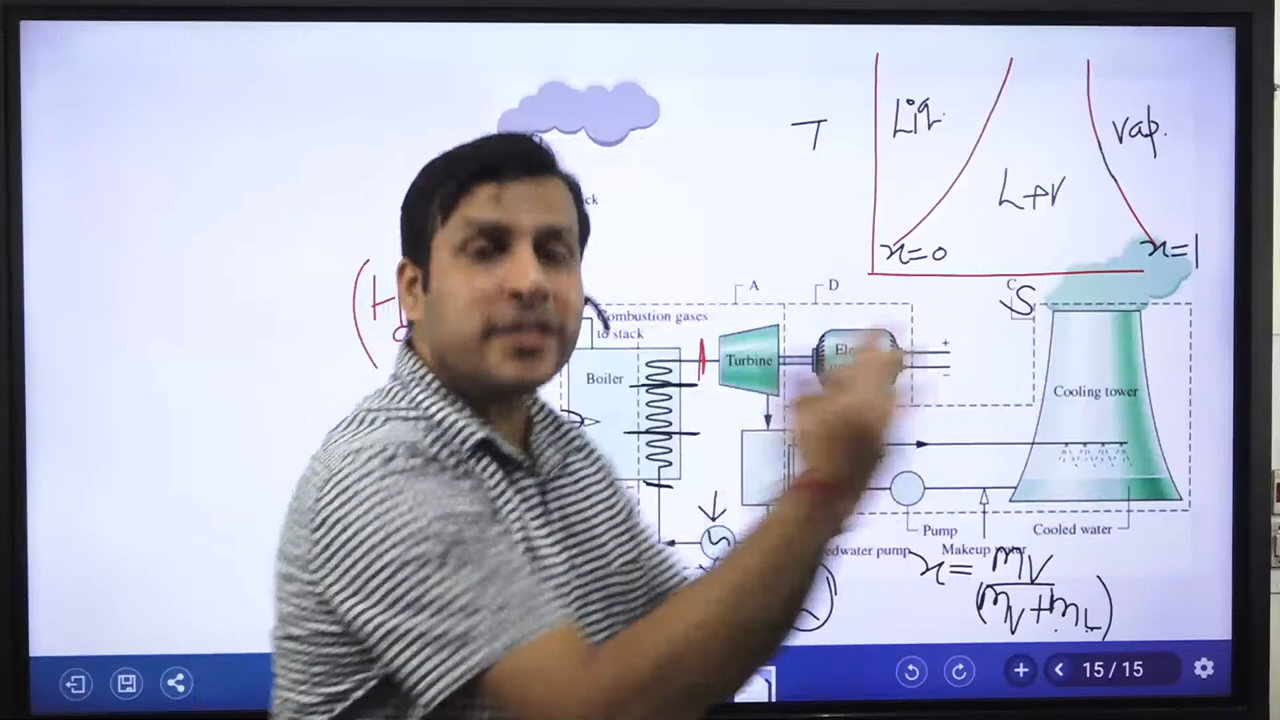 T
Liq.
L+V
vap.
x=0
x=1
S
A
D
C
Combustion gases
to stack
Boiler
Turbine
Cooling tower
+
-
Pump
Cooled water
Makeup
x = mv
(mv+mL)
15 / 15